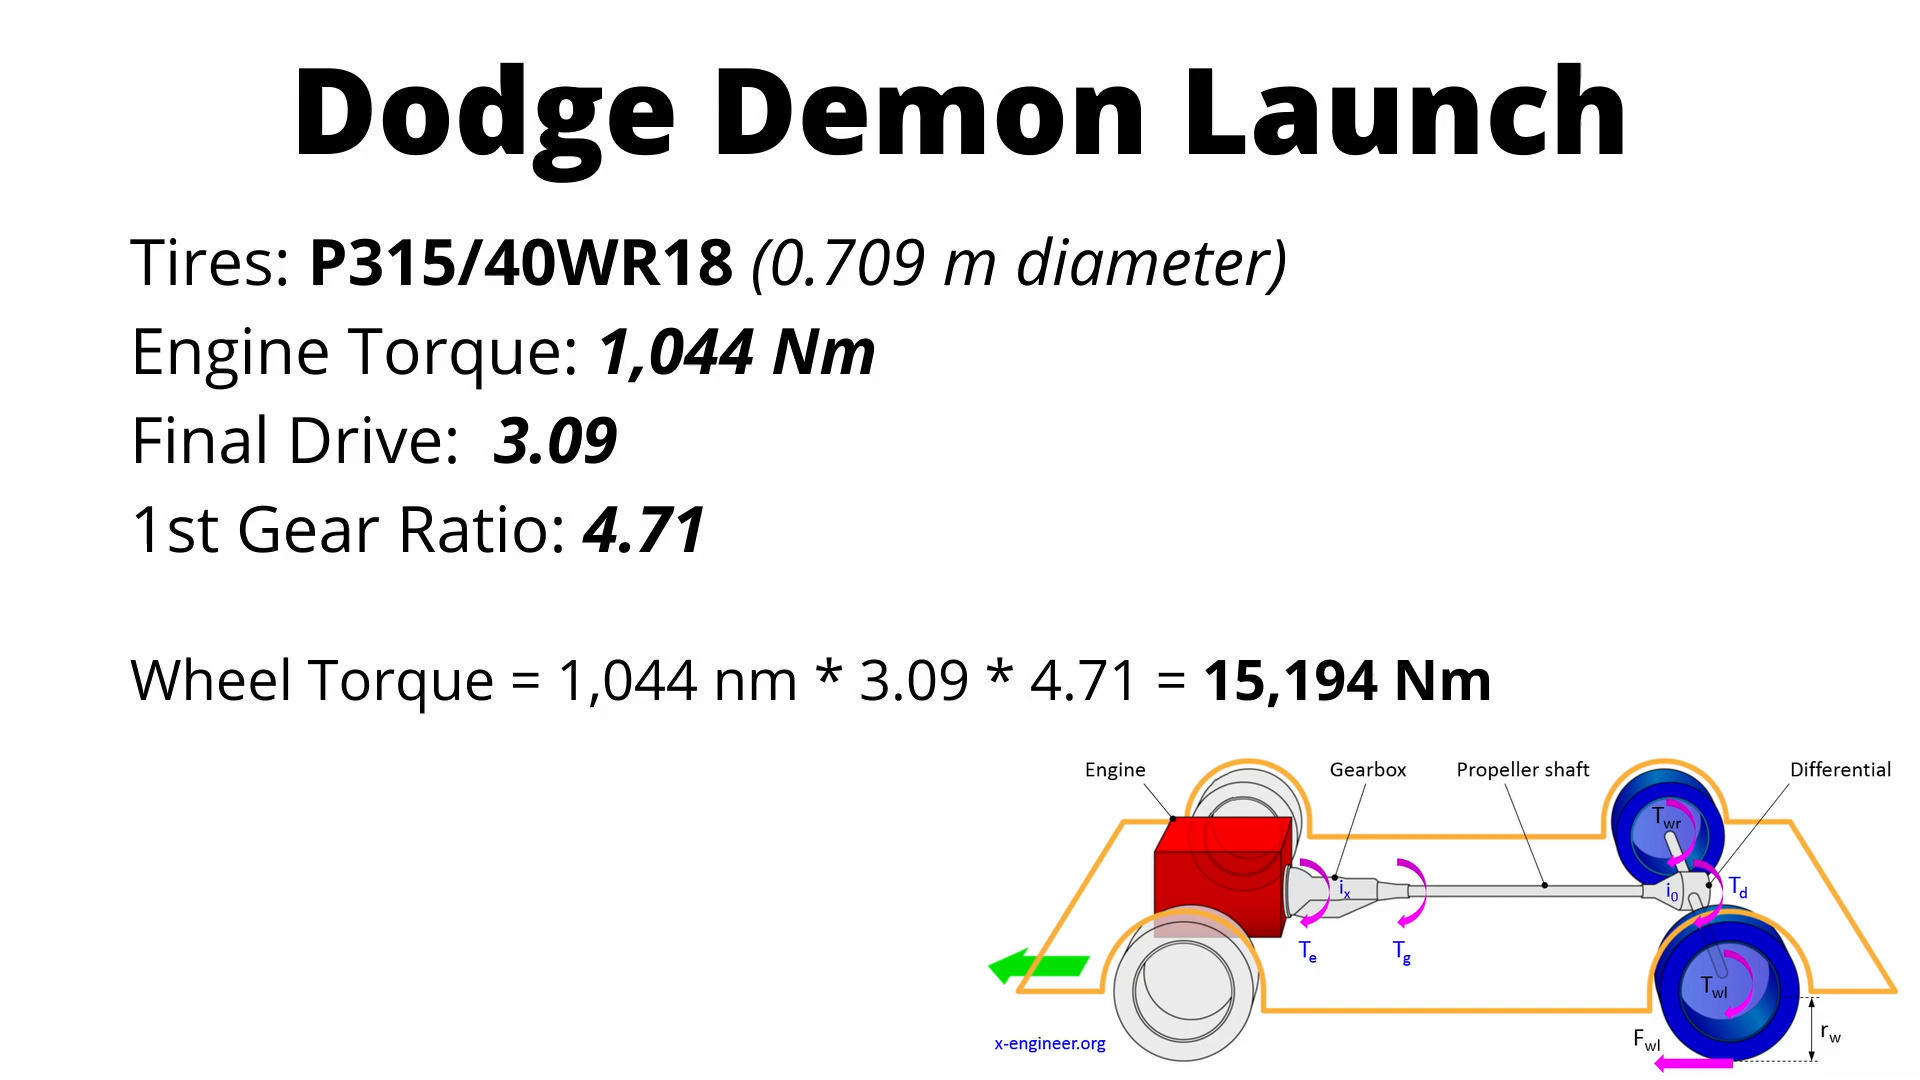 Dodge Demon Launch
Tires: P315/40WR18 (0.709 m diameter)
Engine Torque: 1,044 Nm
Final Drive: 3.09
1st Gear Ratio: 4.71
Wheel Torque = 1,044 nm * 3.09 * 4.71 = 15,194 Nm
Engine
Gearbox
Propeller shaft
Differential
Twr
ix
i0
Td
Te
Tg
Twl
x-engineer.org
Fwl
rw